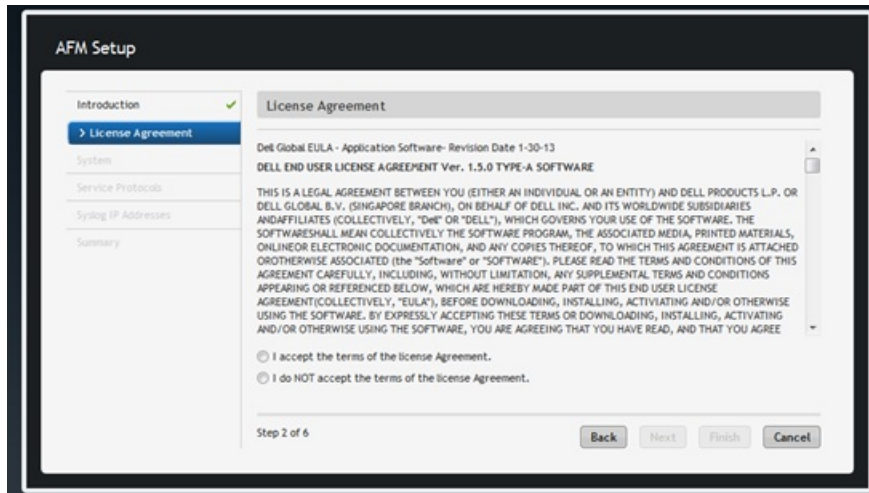 AFM Setup
Introduction
> License Agreement
System
Service Protocols
Syslog IP Addresses
Summary
License Agreement
Dell Global EULA - Application Software- Revision Date 1-30-13
DELL END USER LICENSE AGREEMENT Ver. 1.5.0 TYPE-A SOFTWARE
THIS IS A LEGAL AGREEMENT BETWEEN YOU (EITHER AN INDIVIDUAL OR AN ENTITY) AND DELL PRODUCTS L.P. OR
DELL GLOBAL B.V. (SINGAPORE BRANCH), ON BEHALF OF DELL INC. AND ITS WORLDWIDE SUBSIDIARIES
ANDAFFILIATES (COLLECTIVELY, "Dell" OR "DELL"), WHICH GOVERNS YOUR USE OF THE SOFTWARE. THE
SOFTWARESHALL MEAN COLLECTIVELY THE SOFTWARE PROGRAM, THE ASSOCIATED MEDIA, PRINTED MATERIALS,
ONLINEOR ELECTRONIC DOCUMENTATION, AND ANY COPIES THEREOF, TO WHICH THIS AGREEMENT IS ATTACHED
OROTHERWISE ASSOCIATED (the "Software" or "SOFTWARE"). PLEASE READ THE TERMS AND CONDITIONS OF THIS
AGREEMENT CAREFULLY, INCLUDING, WITHOUT LIMITATION, ANY SUPPLEMENTAL TERMS AND CONDITIONS
APPEARING OR REFERENCED BELOW, WHICH ARE HEREBY MADE PART OF THIS END USER LICENSE
AGREEMENT(COLLECTIVELY, "EULA"), BEFORE DOWNLOADING, INSTALLING, ACTIVIATING AND/OR OTHERWISE
USING THE SOFTWARE. BY EXPRESSLY ACCEPTING THESE TERMS OR DOWNLOADING, INSTALLING, ACTIVATING
AND/OR OTHERWISE USING THE SOFTWARE, YOU ARE AGREEING THAT YOU HAVE READ, AND THAT YOU AGREE
I accept the terms of the license Agreement.
I do NOT accept the terms of the license Agreement.
Step 2 of 6
Back
Next
Finish
Cancel